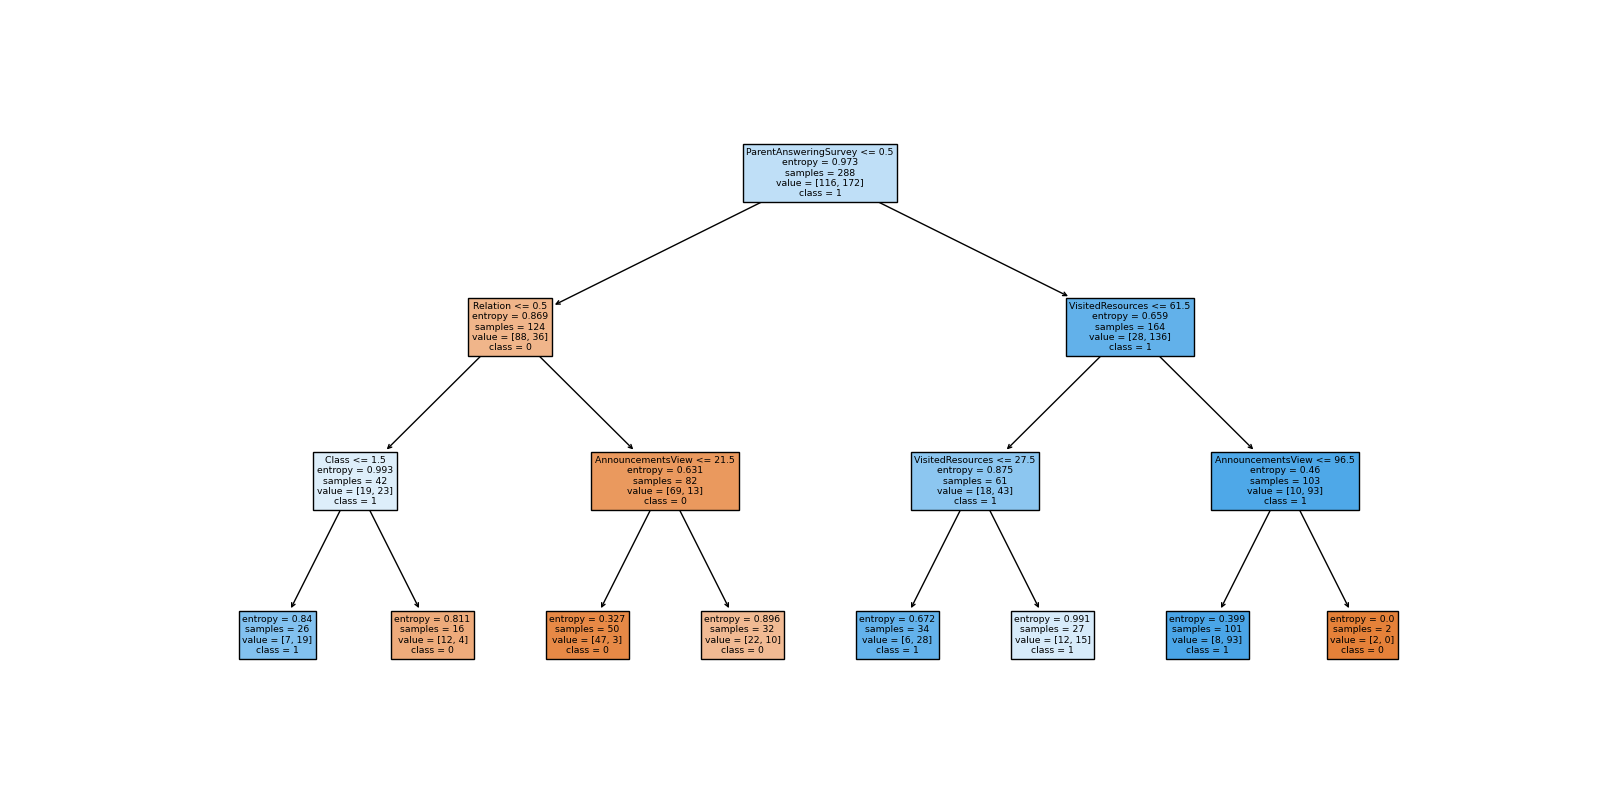 ParentAnsweringSurvey <= 0.5
entropy = 0.973
samples = 288
value = [116, 172]
class = 1
Relation <= 0.5
entropy = 0.869
samples = 124
value = [88, 36]
class = 0
VisitedResources <= 61.5
entropy = 0.659
samples = 164
value = [28, 136]
class = 1
Class <= 1.5
entropy = 0.993
samples = 42
value = [19, 23]
class = 1
AnnouncementsView <= 21.5
entropy = 0.631
samples = 82
value = [69, 13]
class = 0
VisitedResources <= 27.5
entropy = 0.875
samples = 61
value = [18, 43]
class = 1
AnnouncementsView <= 96.5
entropy = 0.46
samples = 103
value = [10, 93]
class = 1
entropy = 0.84
samples = 26
value = [7, 19]
class = 1
entropy = 0.811
samples = 16
value = [12, 4]
class = 0
entropy = 0.327
samples = 50
value = [47, 3]
class = 0
entropy = 0.896
samples = 32
value = [22, 10]
class = 0
entropy = 0.672
samples = 34
value = [6, 28]
class = 1
entropy = 0.991
samples = 27
value = [12, 15]
class = 1
entropy = 0.399
samples = 101
value = [8, 93]
class = 1
entropy = 0.0
samples = 2
value = [2, 0]
class = 0